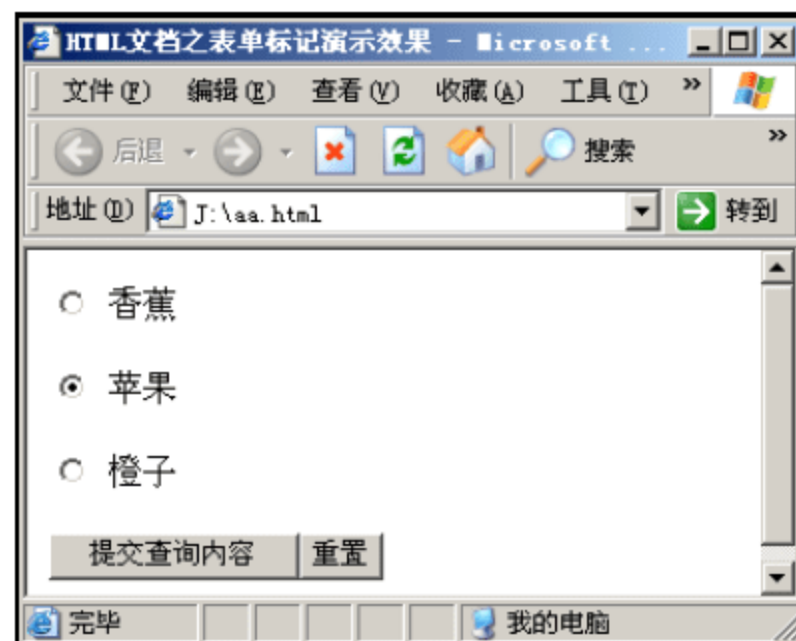 HTML文档之表单标记演示效果 - Microsoft ...
文件(F) 编辑(E) 查看(V) 收藏(A) 工具(T) »
后退 搜索 »
地址(D) J:\aa.html 转到
香蕉
苹果
橙子
提交查询内容 重置
完毕 我的电脑